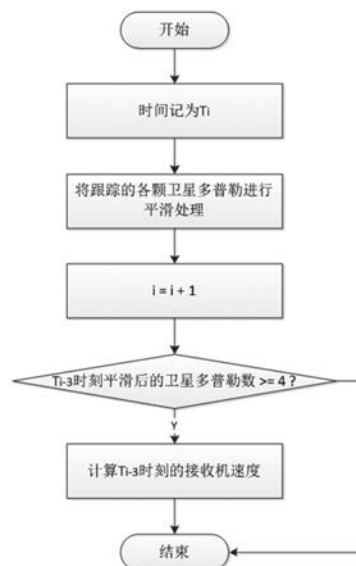 开始
时间记为Ti
将跟踪的各颗卫星多普勒进行
平滑处理
i = i + 1
Ti-3时刻平滑后的卫星多普勒数 >= 4 ?
Y
计算Ti-3时刻的接收机速度
结束